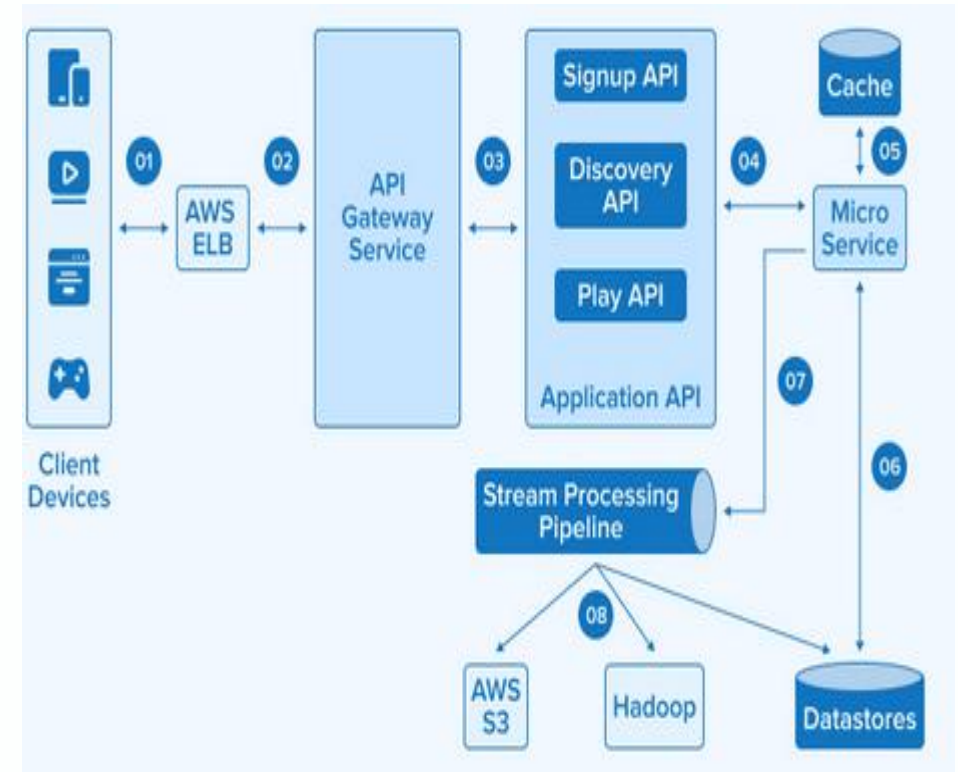 01
02
03
04
05
06
07
08
Client
Devices
AWS
ELB
API
Gateway
Service
Signup API
Discovery
API
Play API
Application API
Cache
Micro
Service
Stream Processing
Pipeline
AWS
S3
Hadoop
Datastores